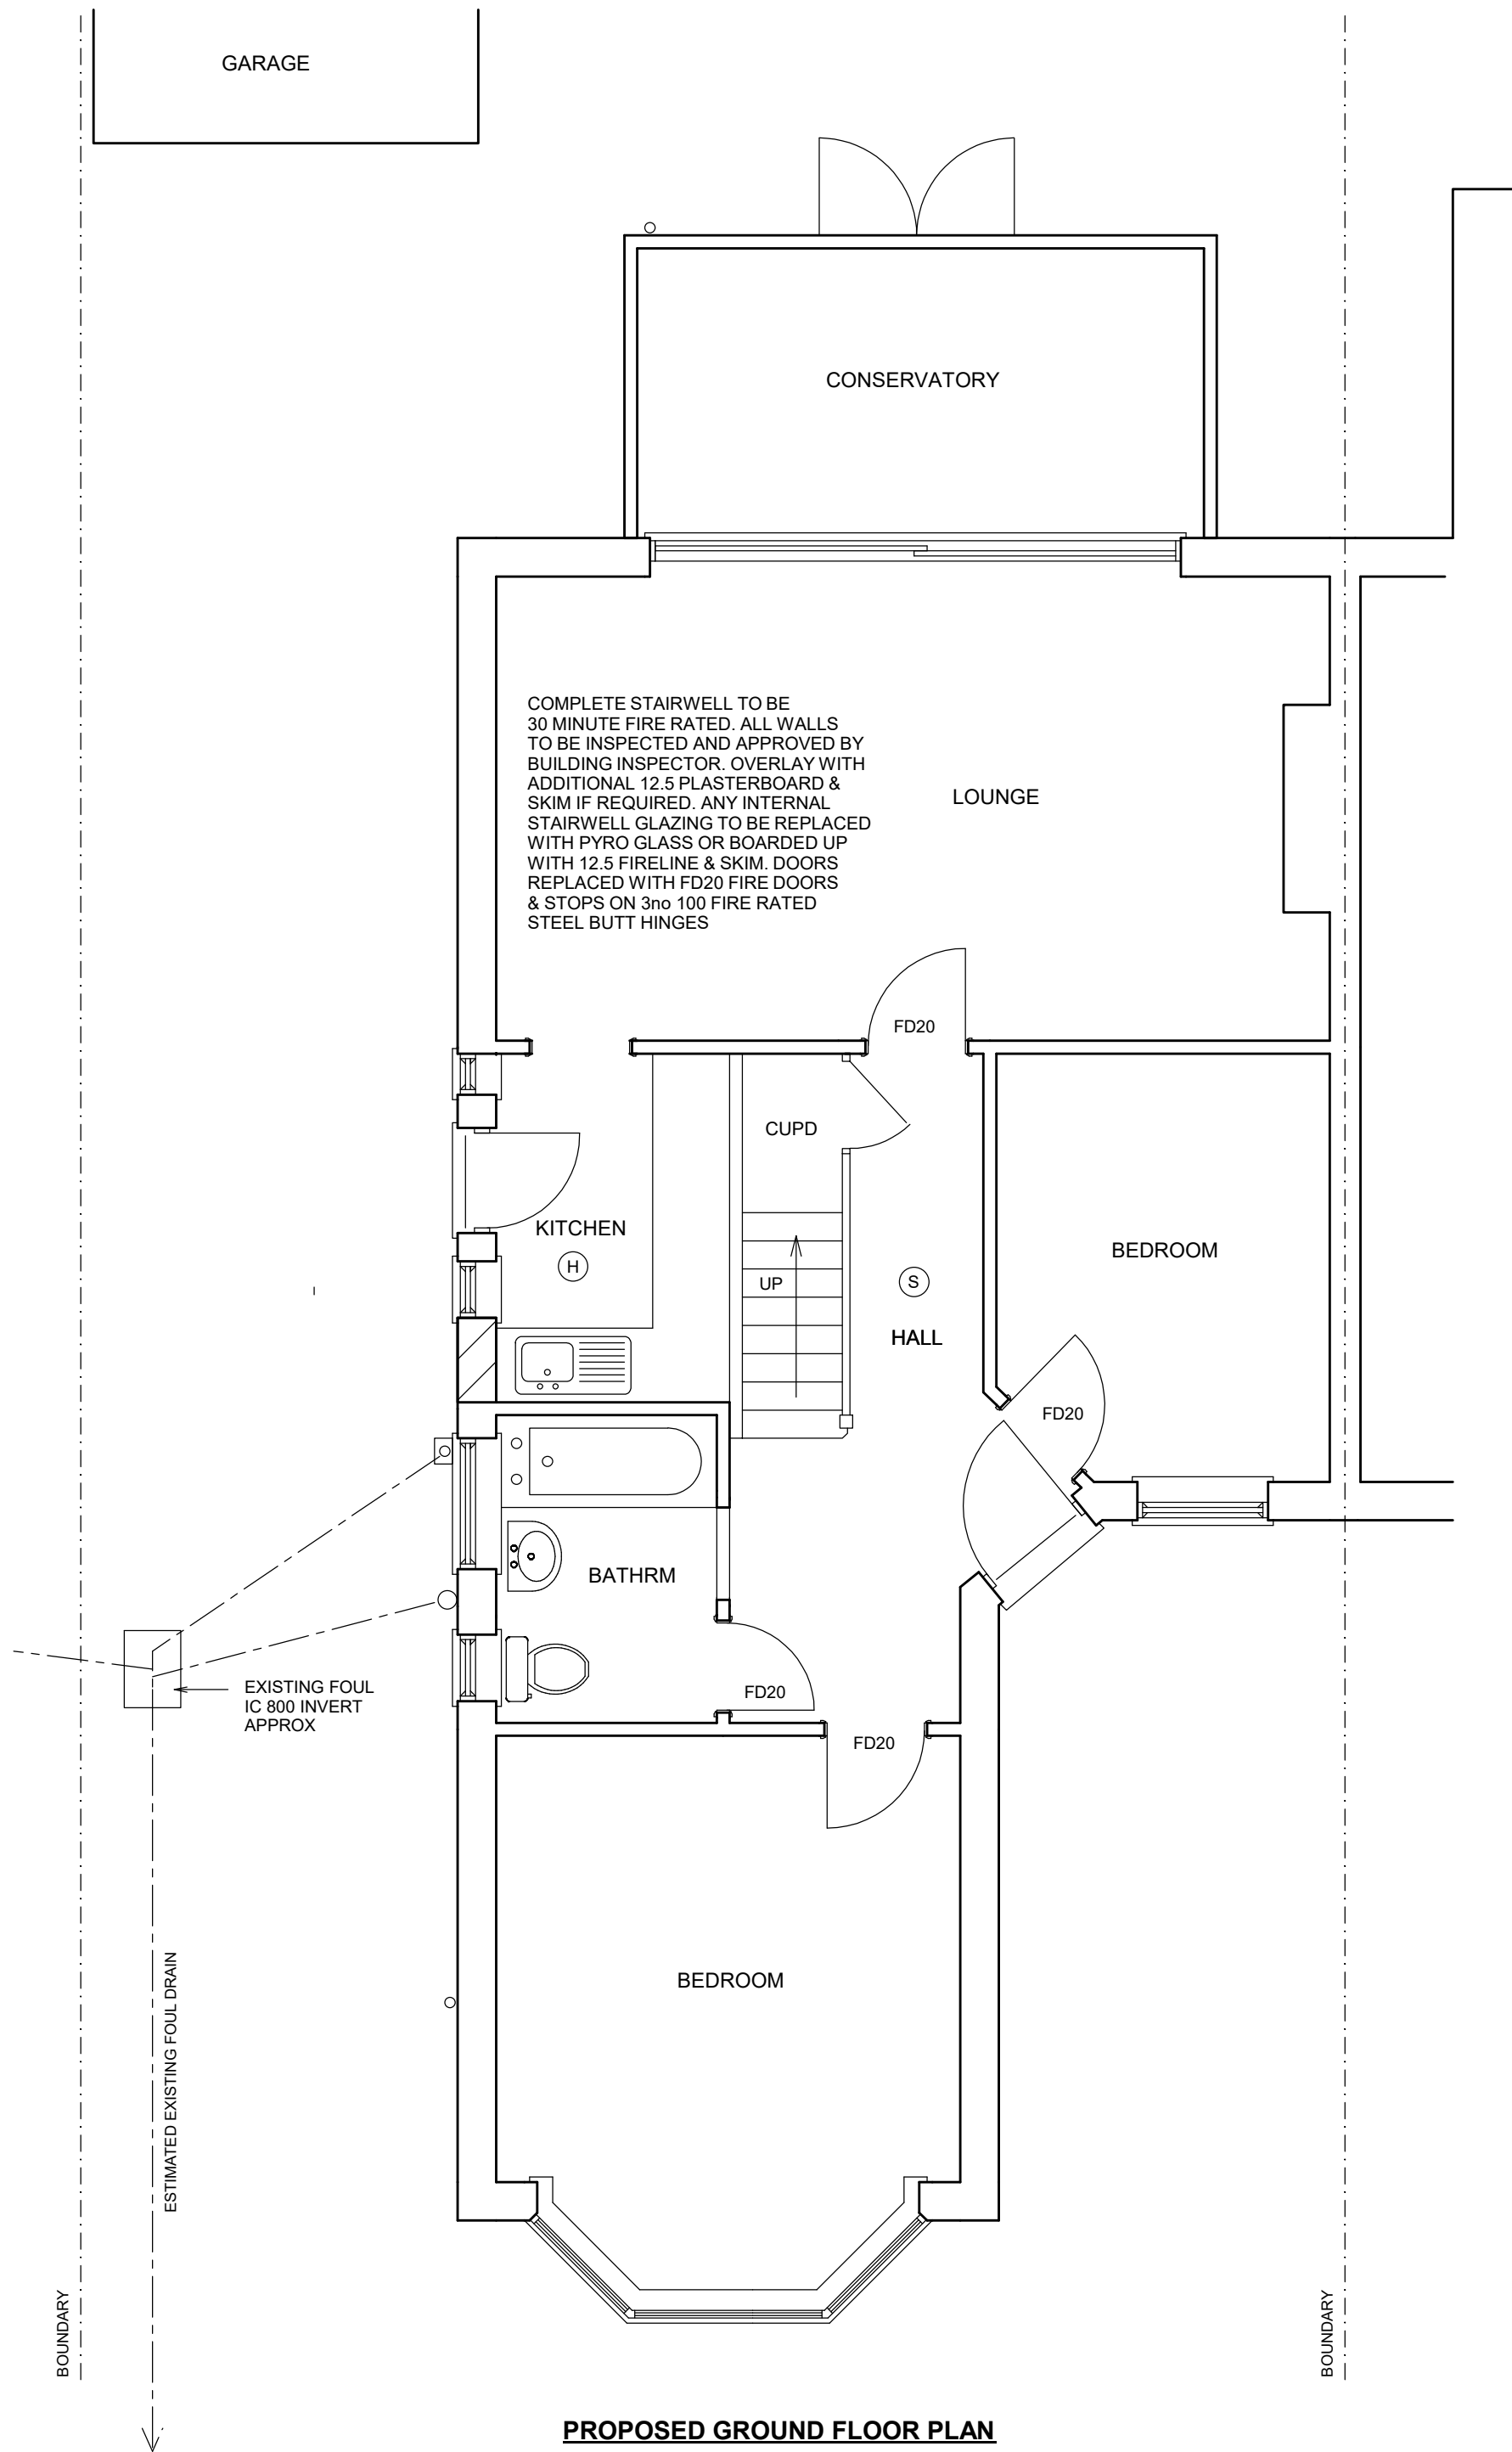 GARAGE
CONSERVATORY
COMPLETE STAIRWELL TO BE
30 MINUTE FIRE RATED. ALL WALLS
TO BE INSPECTED AND APPROVED BY
BUILDING INSPECTOR. OVERLAY WITH
ADDITIONAL 12.5 PLASTERBOARD &
SKIM IF REQUIRED. ANY INTERNAL
STAIRWELL GLAZING TO BE REPLACED
WITH PYRO GLASS OR BOARDED UP
WITH 12.5 FIRELINE & SKIM. DOORS
REPLACED WITH FD20 FIRE DOORS
& STOPS ON 3no 100 FIRE RATED
STEEL BUTT HINGES
LOUNGE
FD20
CUPD
KITCHEN
H
UP
S
HALL
BEDROOM
FD20
BATHRM
FD20
FD20
EXISTING FOUL
IC 800 INVERT
APPROX
BEDROOM
ESTIMATED EXISTING FOUL DRAIN
BOUNDARY
BOUNDARY
PROPOSED GROUND FLOOR PLAN